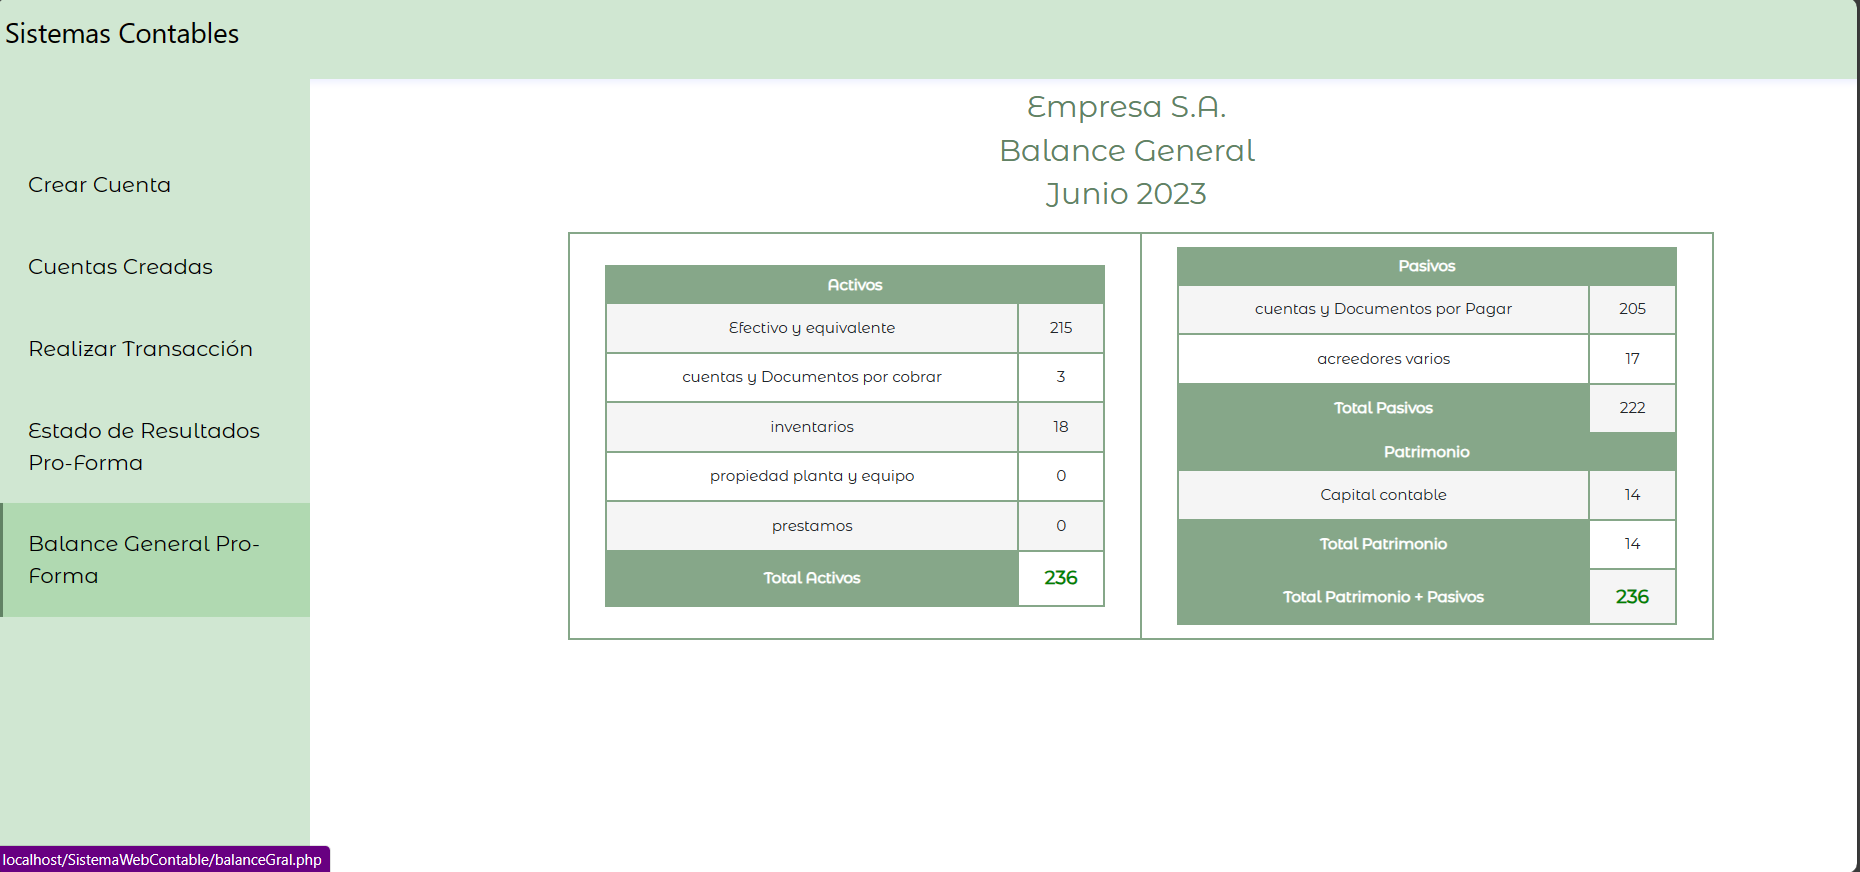 Sistemas Contables
Crear Cuenta
Cuentas Creadas
Realizar Transacción
Estado de Resultados
Pro-Forma
Balance General Pro-
Forma
Empresa S.A.
Balance General
Junio 2023
Activos
Efectivo y equivalente 215
cuentas y Documentos por cobrar 3
inventarios 18
propiedad planta y equipo 0
prestamos 0
Total Activos 236
Pasivos
cuentas y Documentos por Pagar 205
acreedores varios 17
Total Pasivos 222
Patrimonio
Capital contable 14
Total Patrimonio 14
Total Patrimonio + Pasivos 236
localhost/SistemaWebContable/balanceGral.php